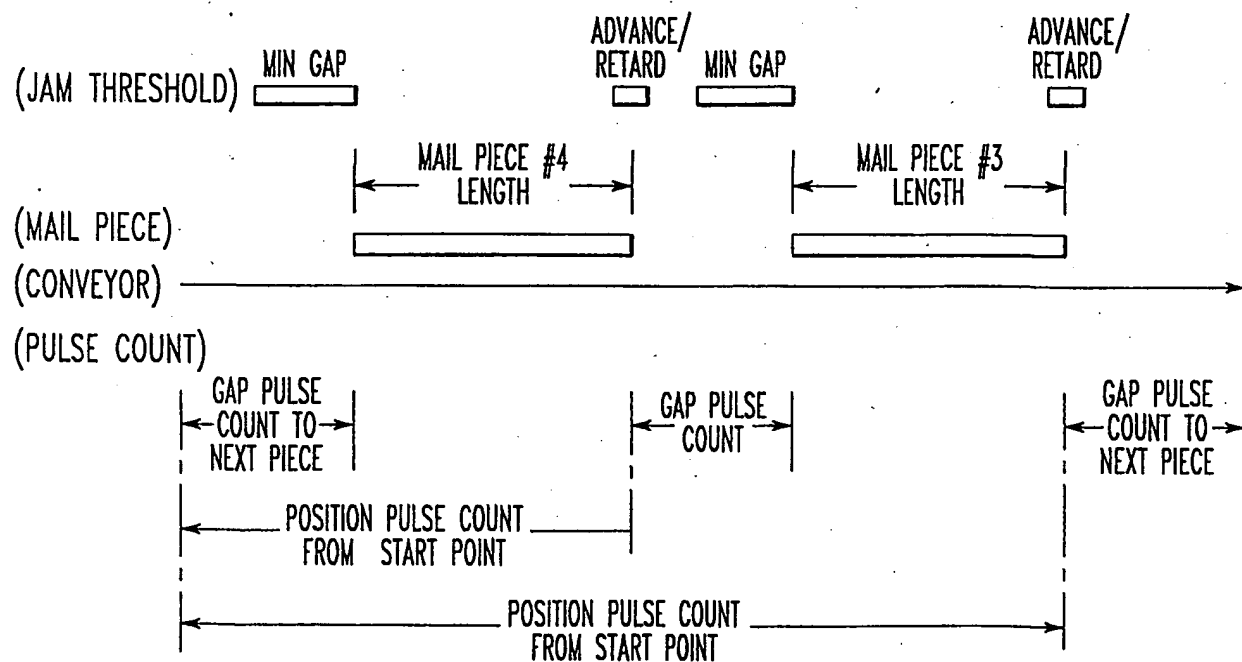 ADVANCE/
RETARD
MIN GAP
ADVANCE/
RETARD
MIN GAP
(JAM THRESHOLD)
MAIL PIECE #4
LENGTH
MAIL PIECE #3
LENGTH
(MAIL PIECE)
(CONVEYOR)
(PULSE COUNT)
GAP PULSE
COUNT TO
NEXT PIECE
GAP PULSE
COUNT
GAP PULSE
COUNT TO
NEXT PIECE
POSITION PULSE COUNT
FROM START POINT
POSITION PULSE COUNT
FROM START POINT